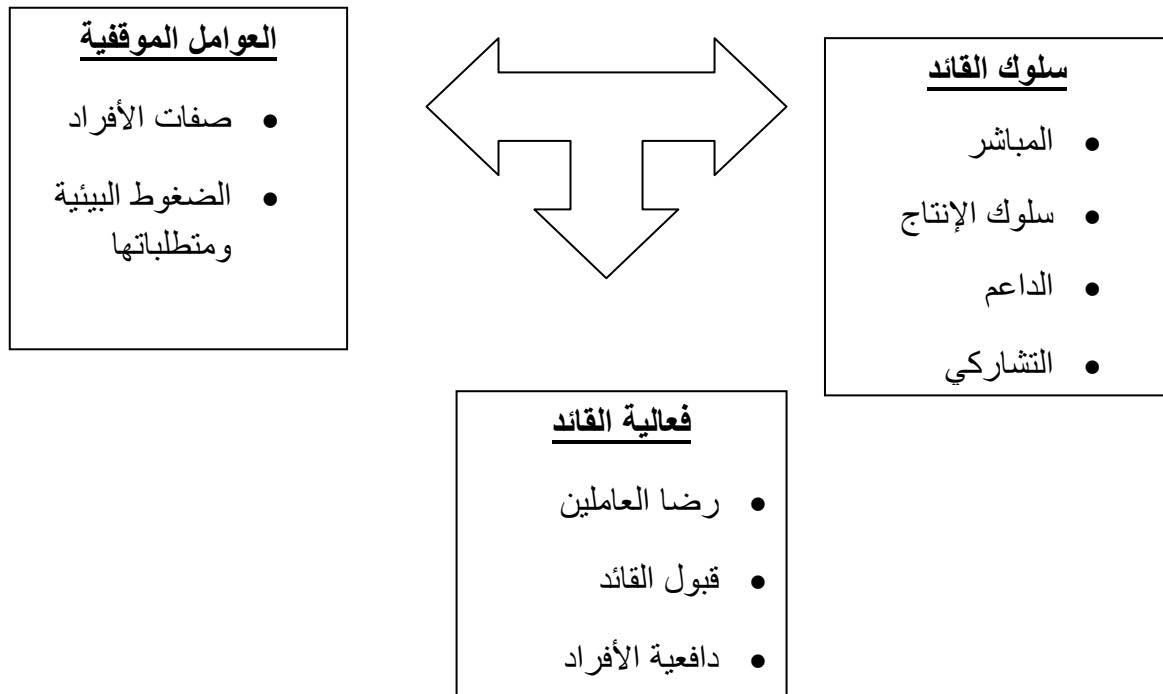 سلوك القائد
• المباشر
• سلوك الإنتاج
• الداعم
• التشاركي
العوامل الموقفية
• صفات الأفراد
• الضغوط البيئية
ومتطلباتها
فعالية القائد
• رضا العاملين
• قبول القائد
• دافعية الأفراد